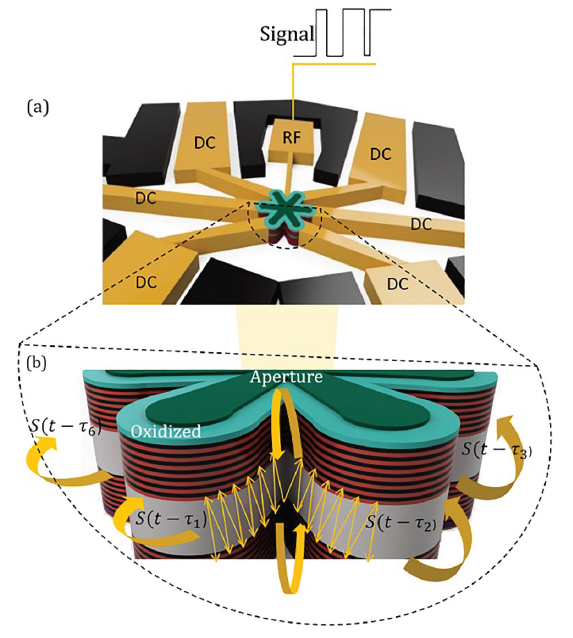 Signal
(a)
DC
RF
DC
DC
DC
DC
DC
(b)
Aperture
Oxidized
S(t − τ₆)
S(t − τ₃)
S(t − τ₁)
S(t − τ₂)